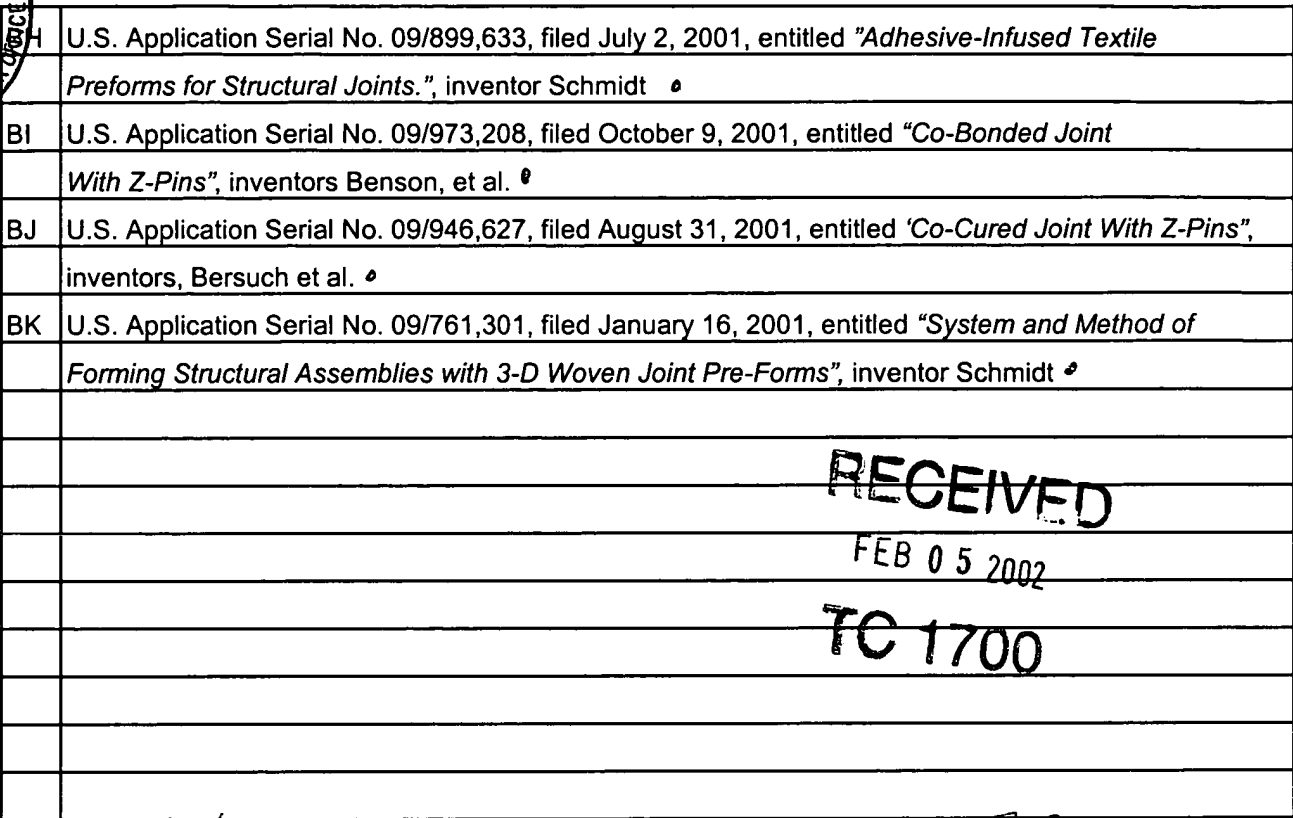 U.S. Application Serial No. 09/899,633, filed July 2, 2001, entitled "Adhesive-Infused Textile
Preforms for Structural Joints.", inventor Schmidt
BI U.S. Application Serial No. 09/973,208, filed October 9, 2001, entitled "Co-Bonded Joint
With Z-Pins", inventors Benson, et al.
BJ U.S. Application Serial No. 09/946,627, filed August 31, 2001, entitled 'Co-Cured Joint With Z-Pins",
inventors, Bersuch et al.
BK U.S. Application Serial No. 09/761,301, filed January 16, 2001, entitled "System and Method of
Forming Structural Assemblies with 3-D Woven Joint Pre-Forms", inventor Schmidt
RECEIVED
FEB 05 2002
TC 1700